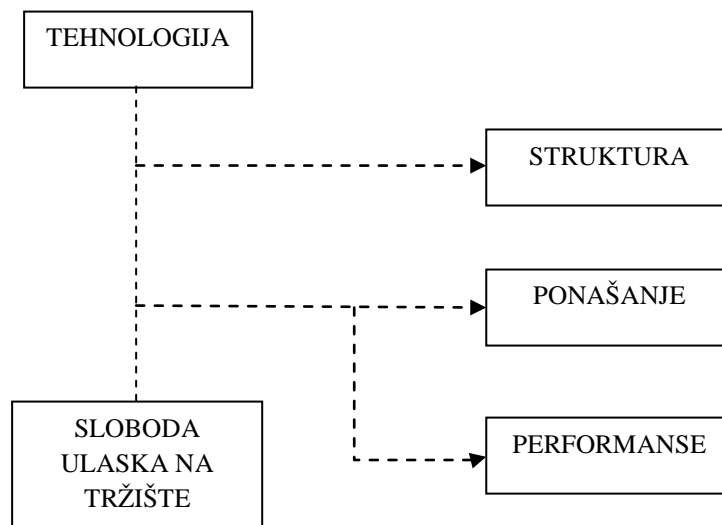 TEHNOLOGIJA
STRUKTURA
PONAŠANJE
SLOBODA
ULASKA NA
TRŽIŠTE
PERFORMANSE